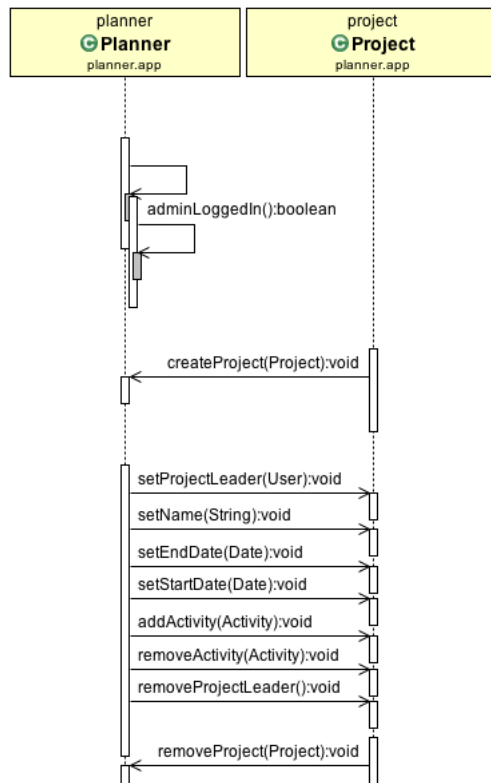 planner
C Planner
planner.app
project
C Project
planner.app
adminLoggedIn():boolean
createProject(Project):void
setProjectLeader(User):void
setName(String):void
setEndDate(Date):void
setStartDate(Date):void
addActivity(Activity):void
removeActivity(Activity):void
removeProjectLeader():void
removeProject(Project):void